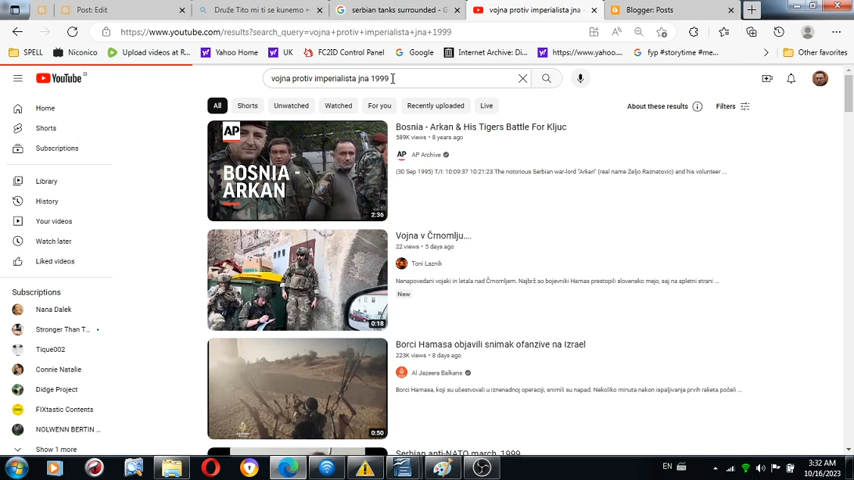 Post: Edit
Druže Tito mi ti se kunemo
serbian tanks surrounded - G
vojna protiv imperialista jna 1
Blogger: Posts
https://www.youtube.com/results?search_query=vojna+protiv+imperialista+jna+1999
SPELL
Niconico
Upload videos at R...
Yahoo Home
UK
FCZID Control Panel
Google
Internet Archive: Di...
https://www.yahoo....
fyp #storytime #me...
Other favorites
YouTube
vojna protiv imperialista jna 1999
All
Shorts
Unwatched
Watched
For you
Recently uploaded
Live
About these results
Filters
Home
Shorts
Subscriptions
Library
History
Your videos
Watch later
Liked videos
Subscriptions
Nana Dalek
Stronger Than T...
Tique002
Connie Natalie
Didge Project
FIXtastic Contents
NOLWENN BERTIN ...
Show 1 more
AP
BOSNIA -
ARKAN
2:36
Bosnia - Arkan & His Tigers Battle For Kljuc
589K views • 8 years ago
AP Archive
(30 Sep 1995) T/I: 10:09:37 10:21:23 The notorious Serbian war-lord "Arkan" (real name Zeljo Raznatovic) and his volunteer ...
0:18
Vojna v Črnomlju....
22 views • 5 days ago
Toni Laznik
Nenapovedani vojaki in letala nad Črnomljem. Najbrž so bojevniki Hamas prestopili slovensko mejo, saj na spletni strani ...
New
0:50
Borci Hamasa objavili snimak ofanzive na Izrael
223K views • 8 days ago
Al Jazeera Balkans
Borci Hamasa, koji su učestvovali u iznenadnoj operaciji, snimili su napad. Nekoliko minuta nakon ispaljivanja prvih raketa počeli ...
Serbian anti-NATO march, 1999
EN
3:32 AM
10/16/2023